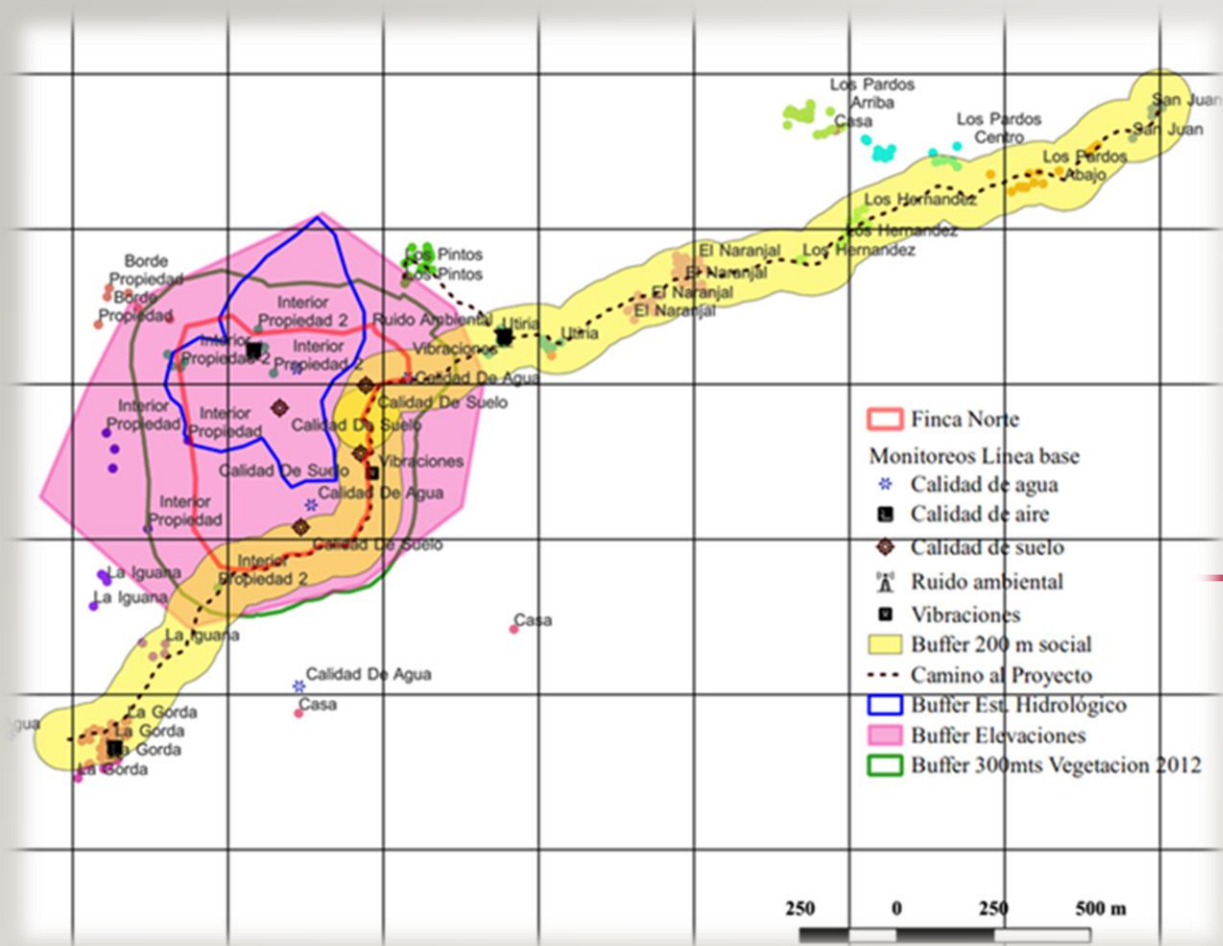 Los Pardos
Arriba
Casa
San Juan
San Juan
Los Pardos
Centro
Los Pardos
Abajo
Los Hernandez
Los Hernandez
Los Hernandez
El Naranjal
El Naranjal
El Naranjal
El Naranjal
Los Pintos
Los Pintos
Borde
Propiedad
Borde
Propiedad
Interior
Propiedad 2
Ruido Ambiental
Utiria
Utiria
Interior
Propiedad 2
Interior
Propiedad 2
Vibraciones
Calidad De Agua
Calidad De Suelo
Interior
Propiedad
Interior
Propiedad
Calidad De Suelo
Finca Norte
Monitoreos Línea base
Calidad de agua
Calidad de aire
Calidad de suelo
Ruido ambiental
Vibraciones
Buffer 200 m social
Camino al Proyecto
Buffer Est. Hidrológico
Buffer Elevaciones
Buffer 300mts Vegetacion 2012
Calidad De Suelo
Vibraciones
Calidad De Agua
Interior
Propiedad
Calidad De Suelo
Interior
Propiedad 2
La Iguana
La Iguana
La Iguana
Casa
Calidad De Agua
Casa
gua
La Gorda
La Gorda
La Gorda
La Gorda
250 0 250 500 m